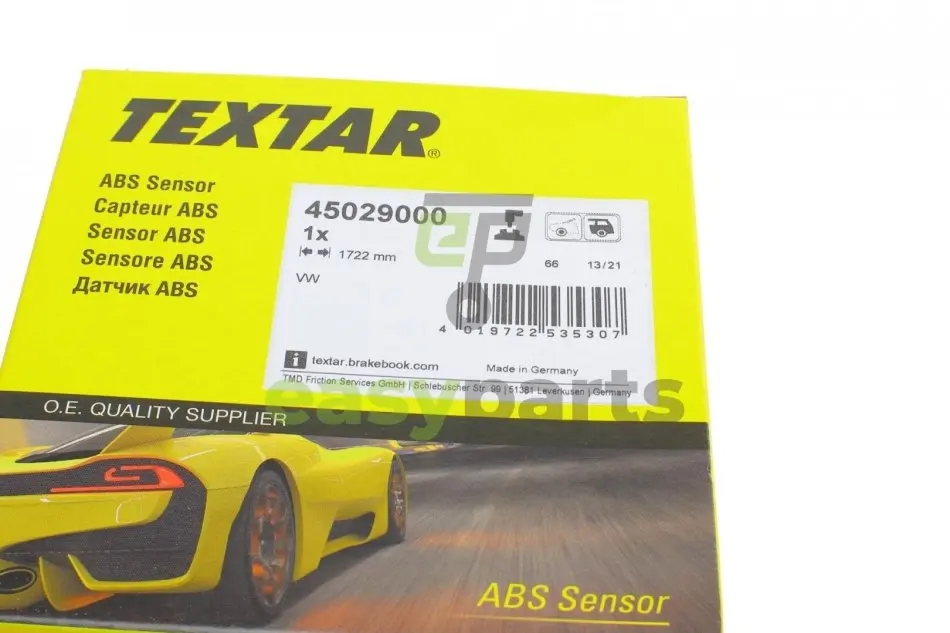 TEXTAR®
ABS Sensor
Capteur ABS
Sensor ABS
Sensore ABS
Датчик ABS
45029000
1x
1722 mm
VW
66 13/21
4 019722 535307
textar.brakebook.com Made in Germany
TMD Friction Services GmbH | Schlebuscher Str. 99 | 51381 Leverkusen | Germany
easyparts
O.E. QUALITY SUPPLIER
ABS Sensor